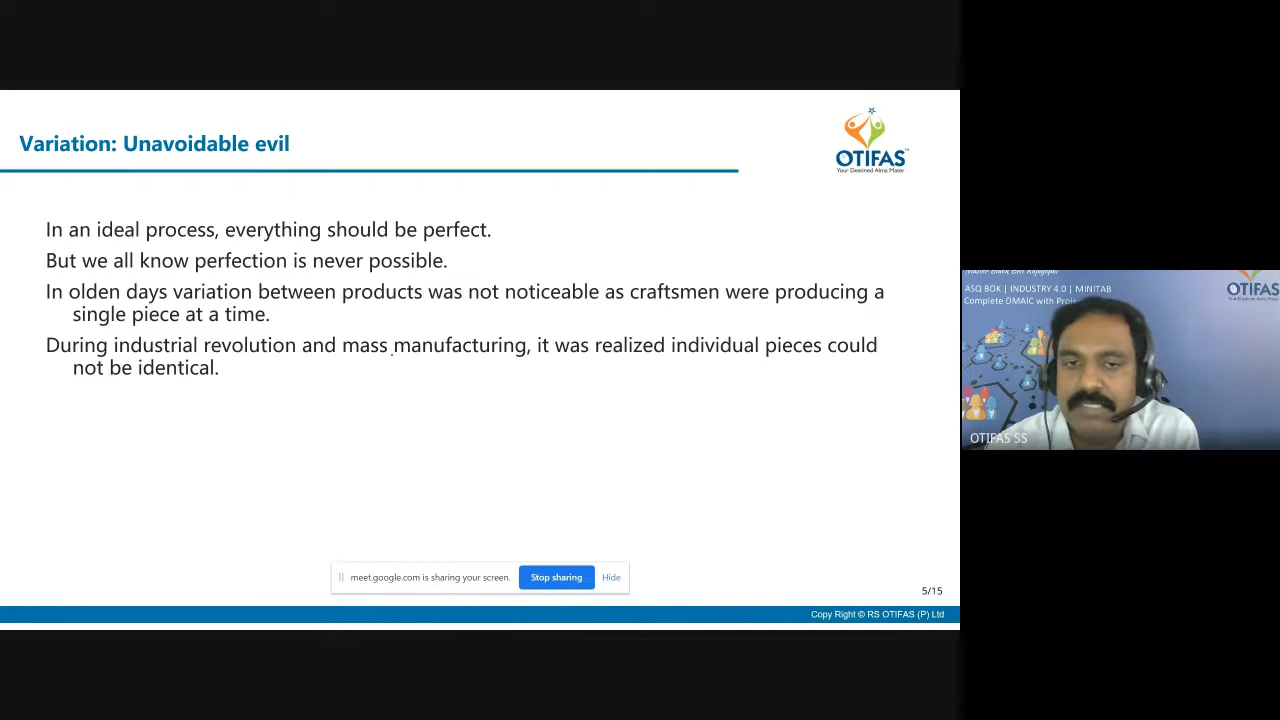 Variation: Unavoidable evil
OTIFAS
Your Destined Alma Mater
In an ideal process, everything should be perfect.
But we all know perfection is never possible.
In olden days variation between products was not noticeable as craftsmen were producing a
single piece at a time.
During industrial revolution and mass manufacturing, it was realized individual pieces could
not be identical.
meet.google.com is sharing your screen.
Stop sharing
Hide
5/15
Copy Right © RS OTIFAS (P) Ltd
ASQ BOK | INDUSTRY 4.0 | MINITAB
Complete DMAIC with
OTIFAS
OTIFAS SS